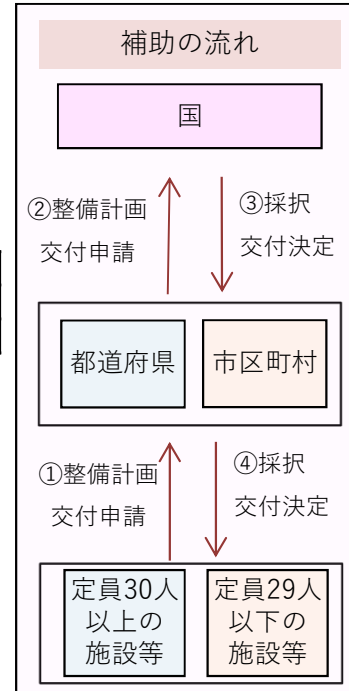 補助の流れ
国
②整備計画
交付申請
③採択
交付決定
都道府県
市区町村
①整備計画
交付申請
④採択
交付決定
定員30人
以上の
施設等
定員29人
以下の
施設等